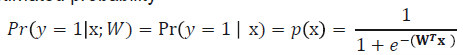 Pr(y = 1|x; W) = Pr(y = 1 | x) = p(x) = 1 / (1 + e^{-(W^T x )})